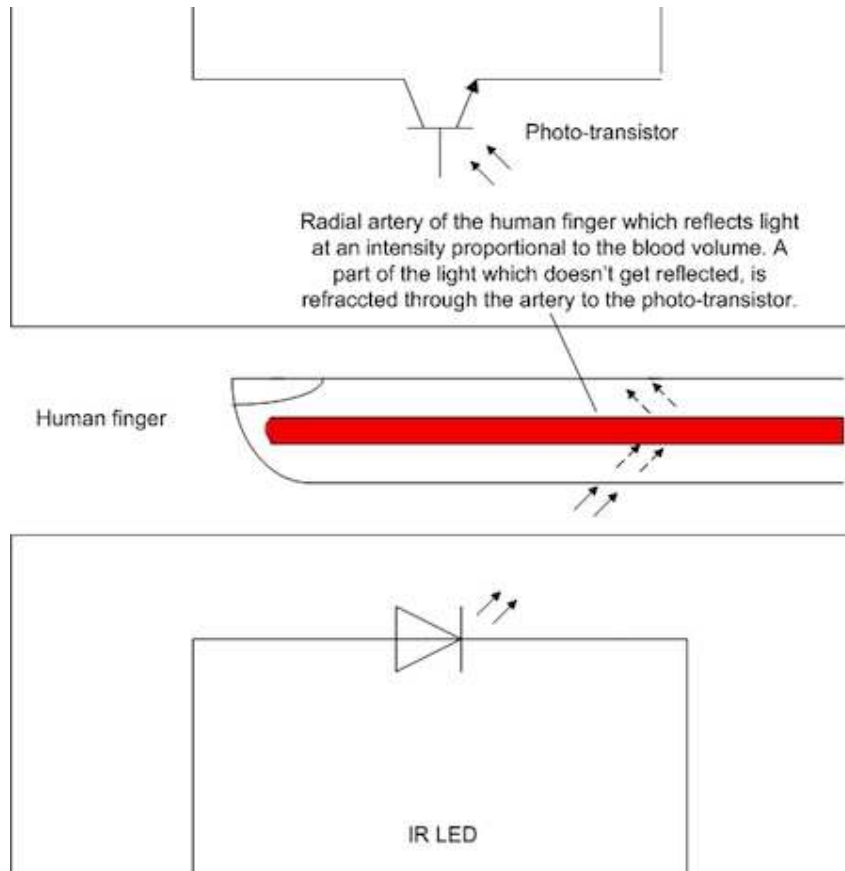 Photo-transistor
Radial artery of the human finger which reflects light
at an intensity proportional to the blood volume. A
part of the light which doesn't get reflected, is
refraccted through the artery to the photo-transistor.
Human finger
IR LED